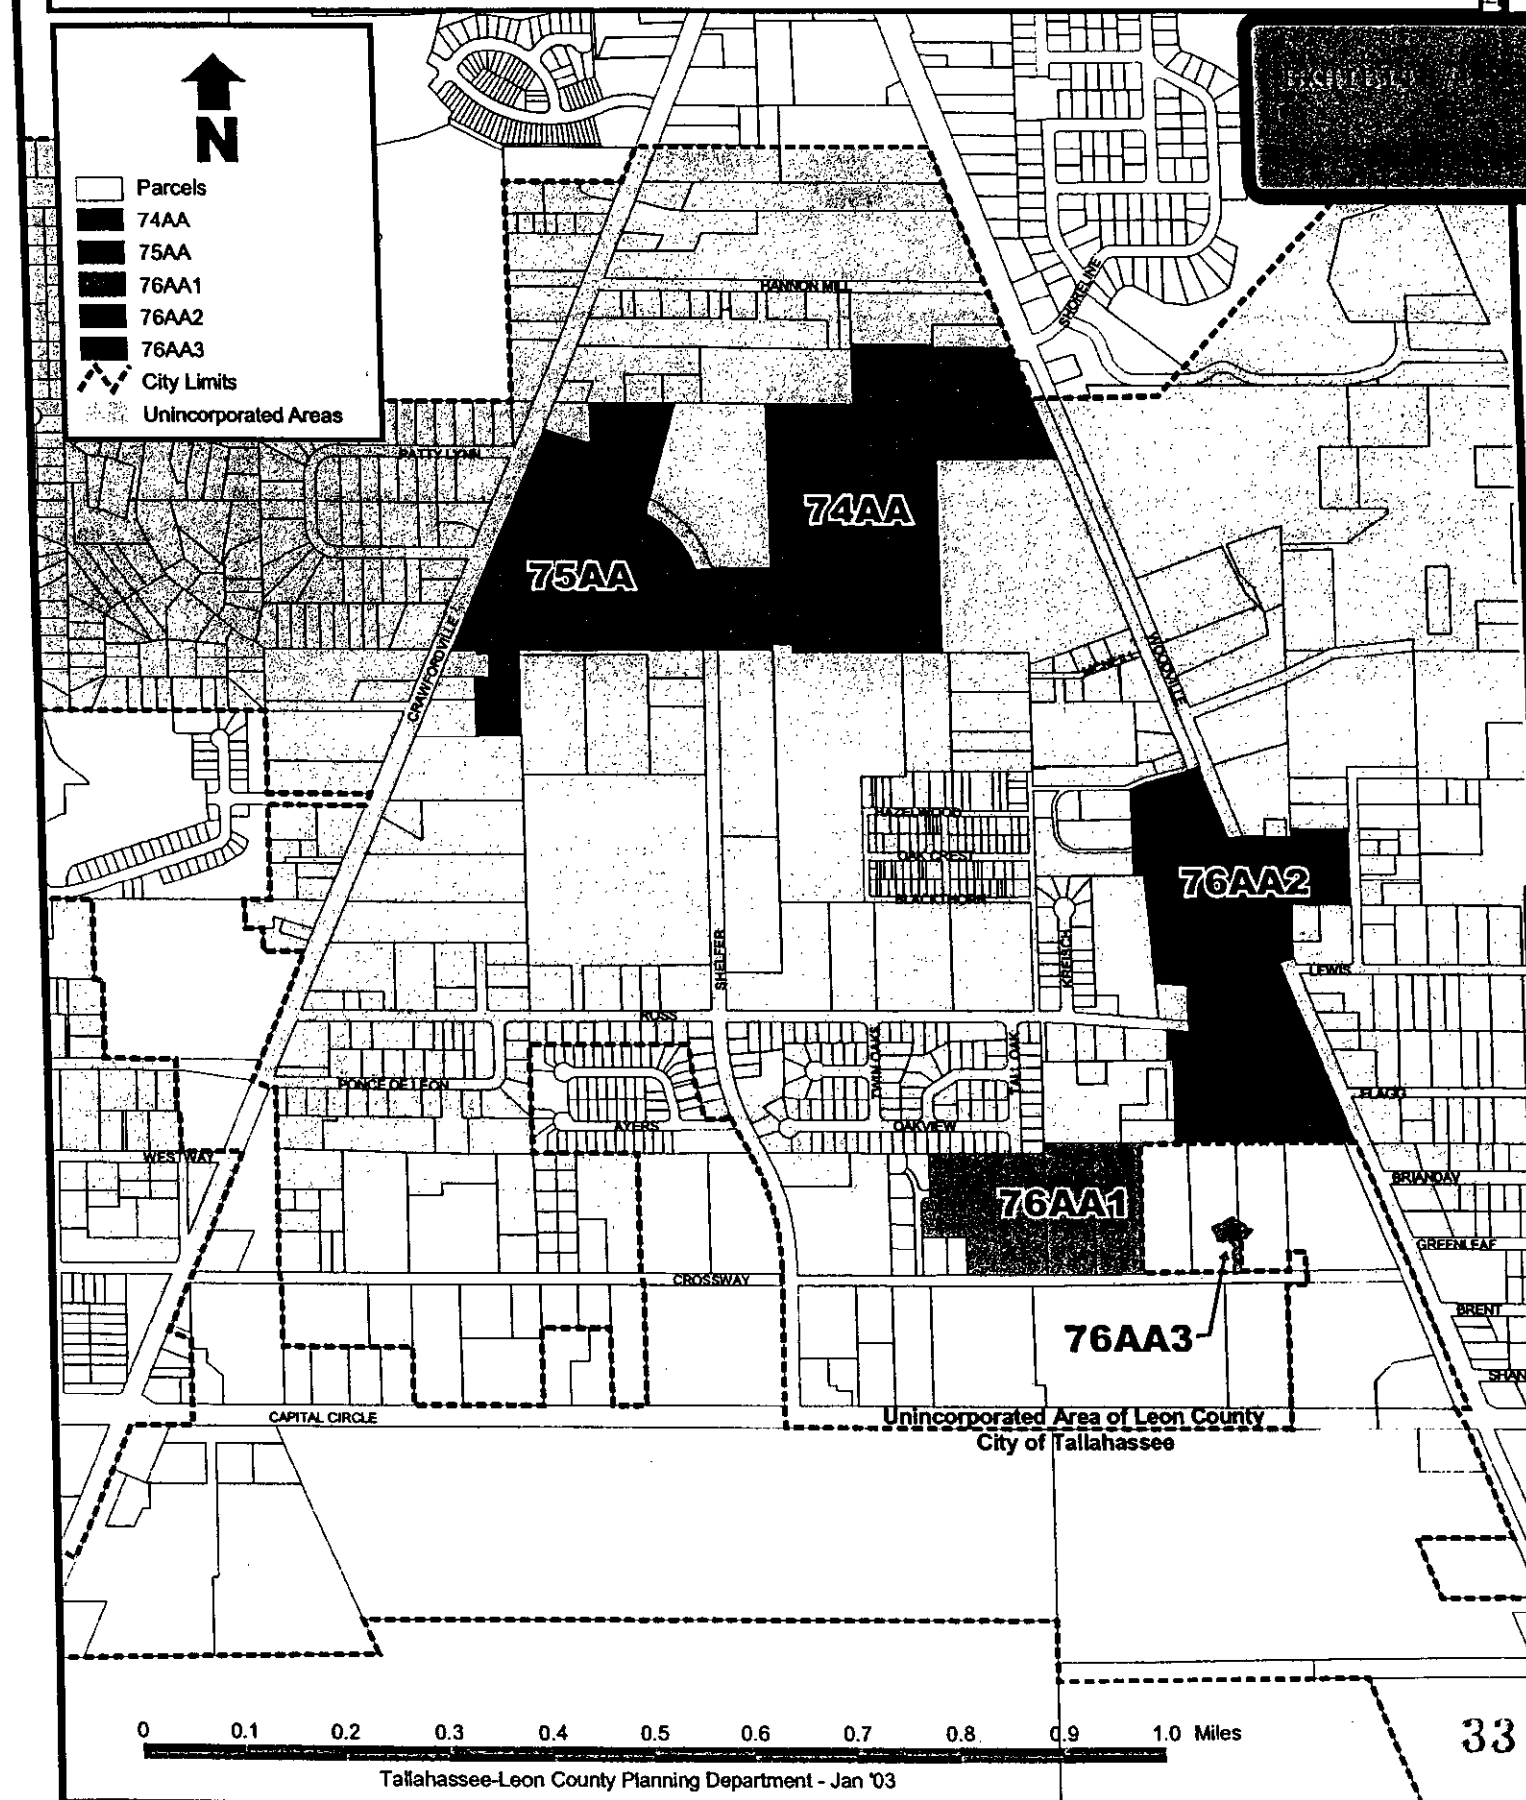 EXHIBIT
N
Parcels
74AA
75AA
76AA1
76AA2
76AA3
City Limits
Unincorporated Areas
HANNON MILL
SHORELINE
PATTY LYNN
74AA
75AA
CRAWFORDVILLE
WOODVILLE
HAZELWOOD
OAK CREST
BLACKTHORN
76AA2
SHELFER
KREISCH
LEWIS
ROSS
TWIN OAKS
TALL OAK
PONCE DE LEON
FLAGG
AYERS
OAKVIEW
WESTWAY
BRIANDAV
76AA1
GREENLEAF
CROSSWAY
BRENT
76AA3
SHAN
CAPITAL CIRCLE
Unincorporated Area of Leon County
City of Tallahassee
0 0.1 0.2 0.3 0.4 0.5 0.6 0.7 0.8 0.9 1.0 Miles
33
Tallahassee-Leon County Planning Department - Jan '03